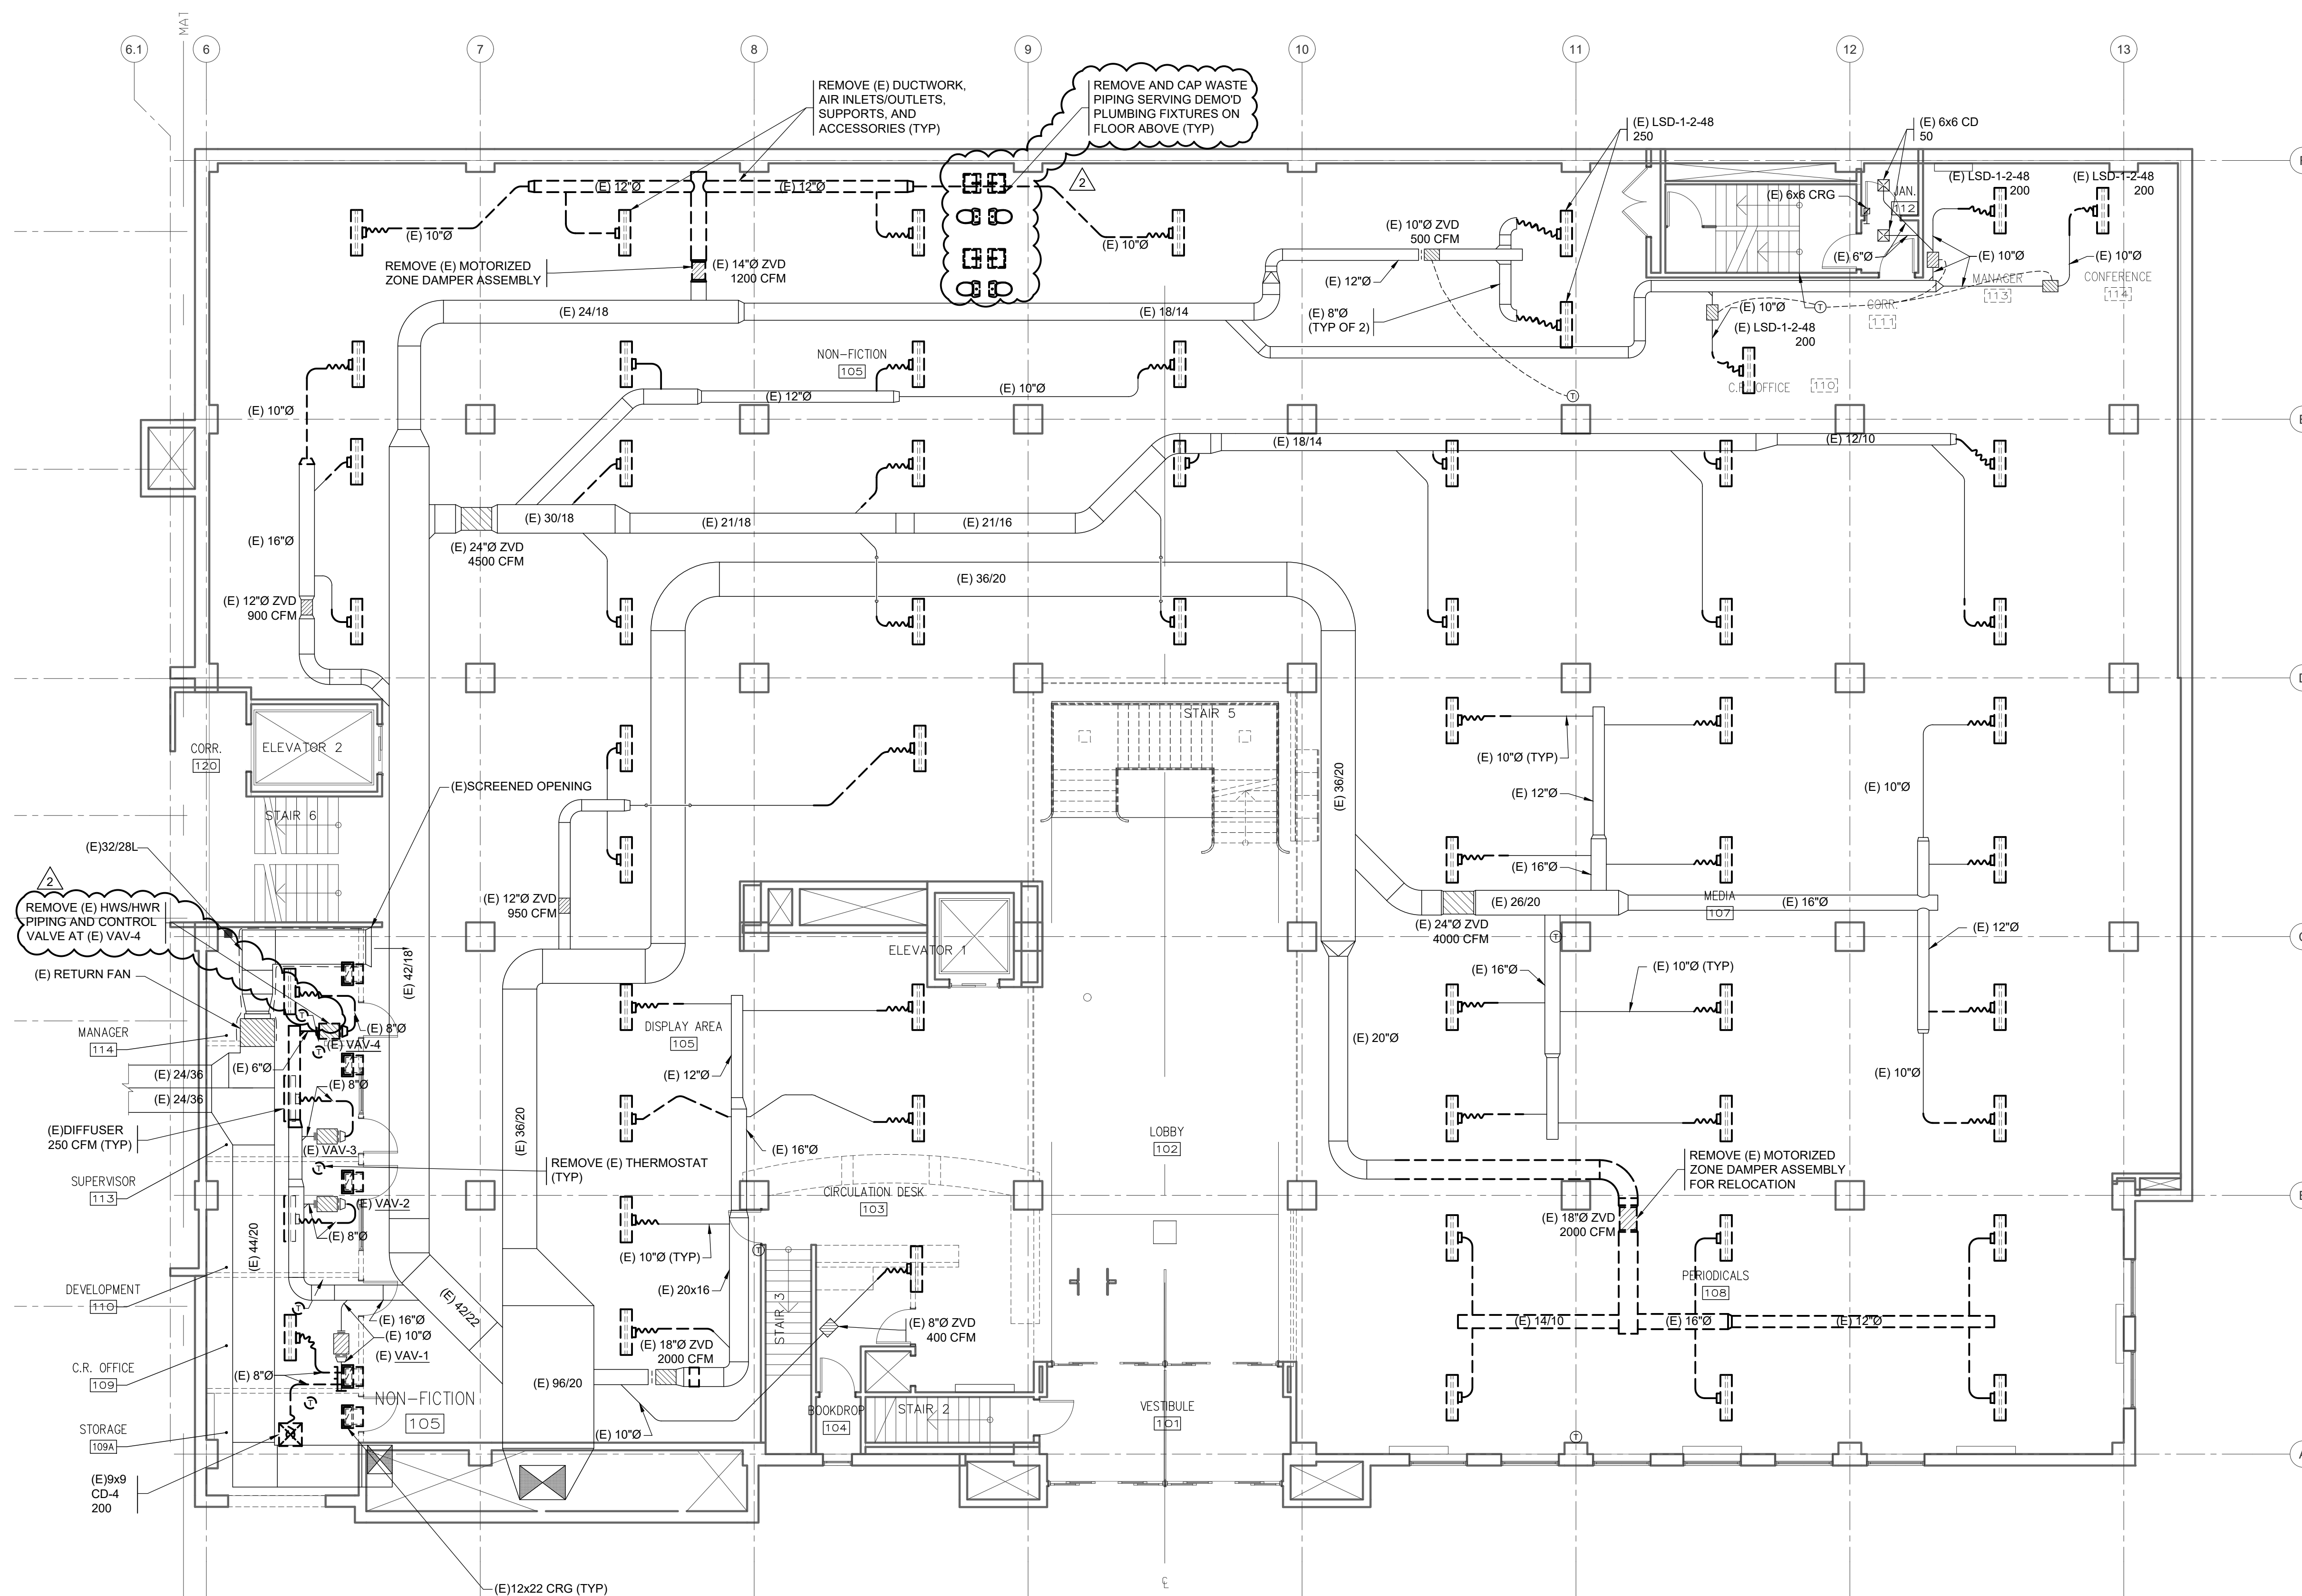 MA1
6.1
6
7
8
9
10
11
12
13
REMOVE (E) DUCTWORK,
AIR INLETS/OUTLETS,
SUPPORTS, AND
ACCESSORIES (TYP)
REMOVE AND CAP WASTE
PIPING SERVING DEMO'D
PLUMBING FIXTURES ON
FLOOR ABOVE (TYP)
2
(E) LSD-1-2-48
250
(E) 6x6 CD
50
(E) 12"Ø
(E) 12"Ø
(E) 10"Ø
(E) 10"Ø
REMOVE (E) MOTORIZED
ZONE DAMPER ASSEMBLY
(E) 14"Ø ZVD
1200 CFM
(E) 10"Ø ZVD
500 CFM
(E) 12"Ø
(E) 8"Ø
(TYP OF 2)
(E) 6x6 CRG
JAN.
112
(E) LSD-1-2-48
200
(E) LSD-1-2-48
200
(E) 6"Ø
(E) 10"Ø
(E) 10"Ø
MANAGER
113
CONFERENCE
114
(E) 10"Ø
T
CORR.
111
(E) LSD-1-2-48
200
C.R. OFFICE
110
(E) 24/18
(E) 18/14
NON-FICTION
105
(E) 12"Ø
(E) 10"Ø
(E) 10"Ø
T
(E) 18/14
(E) 12/10
(E) 16"Ø
(E) 30/18
(E) 21/18
(E) 21/16
(E) 24"Ø ZVD
4500 CFM
(E) 36/20
(E) 12"Ø ZVD
900 CFM
CORR.
120
ELEVATOR 2
STAIR 6
(E)SCREENED OPENING
STAIR 5
(E) 36/20
(E) 10"Ø (TYP)
(E) 12"Ø
(E) 10"Ø
(E) 16"Ø
(E)32/28L
2
REMOVE (E) HWS/HWR
PIPING AND CONTROL
VALVE AT (E) VAV-4
(E) RETURN FAN
(E) 42/18
(E) 12"Ø ZVD
950 CFM
ELEVATOR 1
(E) 26/20
MEDIA
107
(E) 16"Ø
(E) 24"Ø ZVD
4000 CFM
T
(E) 12"Ø
(E) 16"Ø
(E) 10"Ø (TYP)
MANAGER
114
T
(E) 8"Ø
(E) VAV-4
T
(E) 6"Ø
(E) 24/36
(E) 24/36
(E) 8"Ø
(E)DIFFUSER
250 CFM (TYP)
(E) VAV-3
T
REMOVE (E) THERMOSTAT
(TYP)
SUPERVISOR
113
(E) VAV-2
(E) 8"Ø
(E) 44/20
DISPLAY AREA
105
(E) 12"Ø
(E) 16"Ø
(E) 36/20
(E) 20"Ø
(E) 10"Ø
LOBBY
102
CIRCULATION DESK
103
REMOVE (E) MOTORIZED
ZONE DAMPER ASSEMBLY
FOR RELOCATION
(E) 18"Ø ZVD
2000 CFM
(E) 10"Ø (TYP)
T
(E) 20x16
DEVELOPMENT
110
T
(E) 16"Ø
(E) 10"Ø
(E) VAV-1
(E) 42/22
STAIR 3
(E) 8"Ø ZVD
400 CFM
PERIODICALS
108
(E) 14/10
(E) 16"Ø
(E) 12"Ø
C.R. OFFICE
109
(E) 8"Ø
T
NON-FICTION
105
(E) 18"Ø ZVD
2000 CFM
(E) 96/20
(E) 10"Ø
BOOKDROP
104
STAIR 2
VESTIBULE
101
T
STORAGE
109A
(E)9x9
CD-4
200
(E)12x22 CRG (TYP)